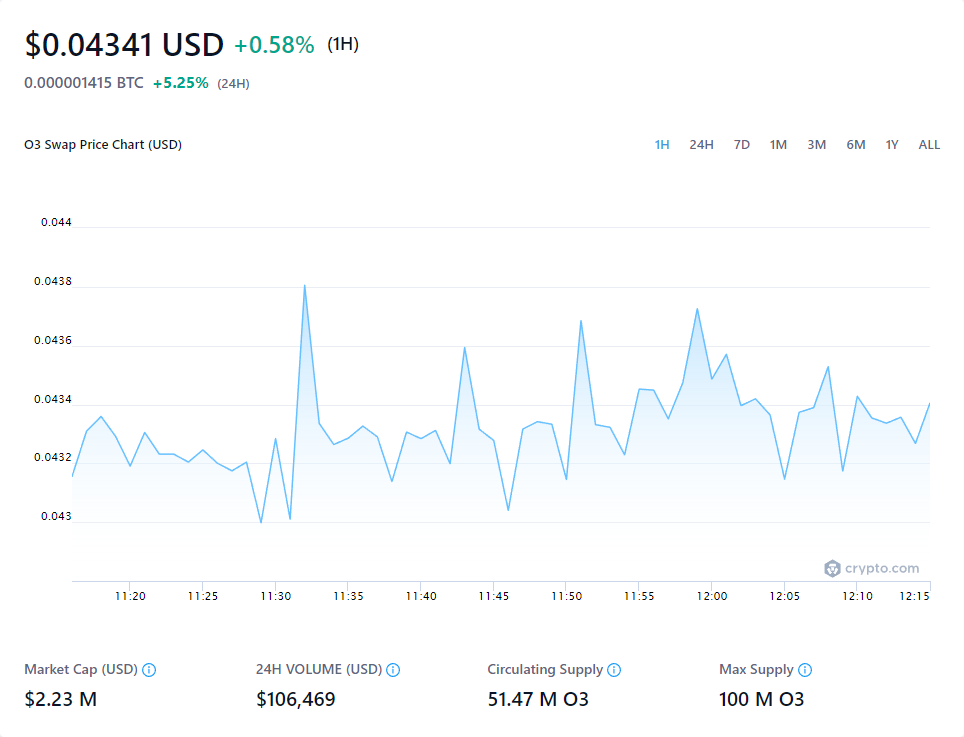 $0.04341 USD +0.58% (1H)
0.000001415 BTC +5.25% (24H)
O3 Swap Price Chart (USD) 1H 24H 7D 1M 3M 6M 1Y ALL
0.044
0.0438
0.0436
0.0434
0.0432
0.043
crypto.com
11:20 11:25 11:30 11:35 11:40 11:45 11:50 11:55 12:00 12:05 12:10 12:15
Market Cap (USD) 24H VOLUME (USD) Circulating Supply Max Supply
$2.23 M $106,469 51.47 M O3 100 M O3